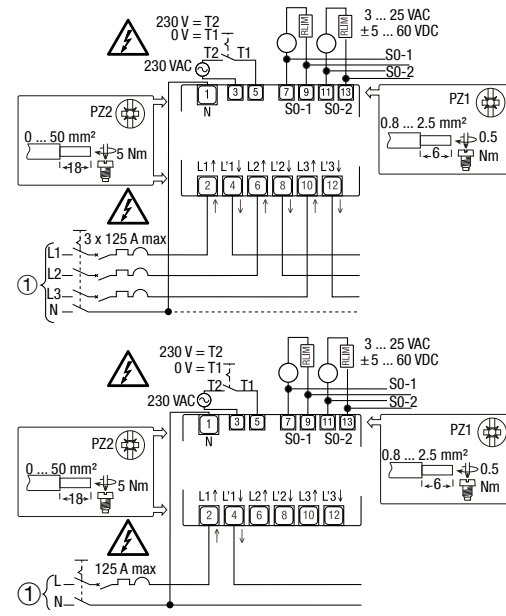 230 V = T2
0 V = T1
T2 T1
230 VAC
RLIM RLIM
3 ... 25 VAC
± 5 ... 60 VDC
S0-1
S0-2
1 3 5 7 9 11 13
N S0-1 S0-2
PZ2
0 ... 50 mm²
18
5 Nm
PZ1
0.8 ... 2.5 mm²
6
0.5
Nm
L1↑ L'1↓ L2↑ L'2↓ L3↑ L'3↓
2 4 6 8 10 12
3 x 125 A max
1
L1
L2
L3
N
230 V = T2
0 V = T1
T2 T1
230 VAC
RLIM RLIM
3 ... 25 VAC
± 5 ... 60 VDC
S0-1
S0-2
1 3 5 7 9 11 13
N S0-1 S0-2
PZ2
0 ... 50 mm²
18
5 Nm
PZ1
0.8 ... 2.5 mm²
6
0.5
Nm
L1↑ L'1↓ L2↑ L'2↓ L3↑ L'3↓
2 4 6 8 10 12
125 A max
1
L
N